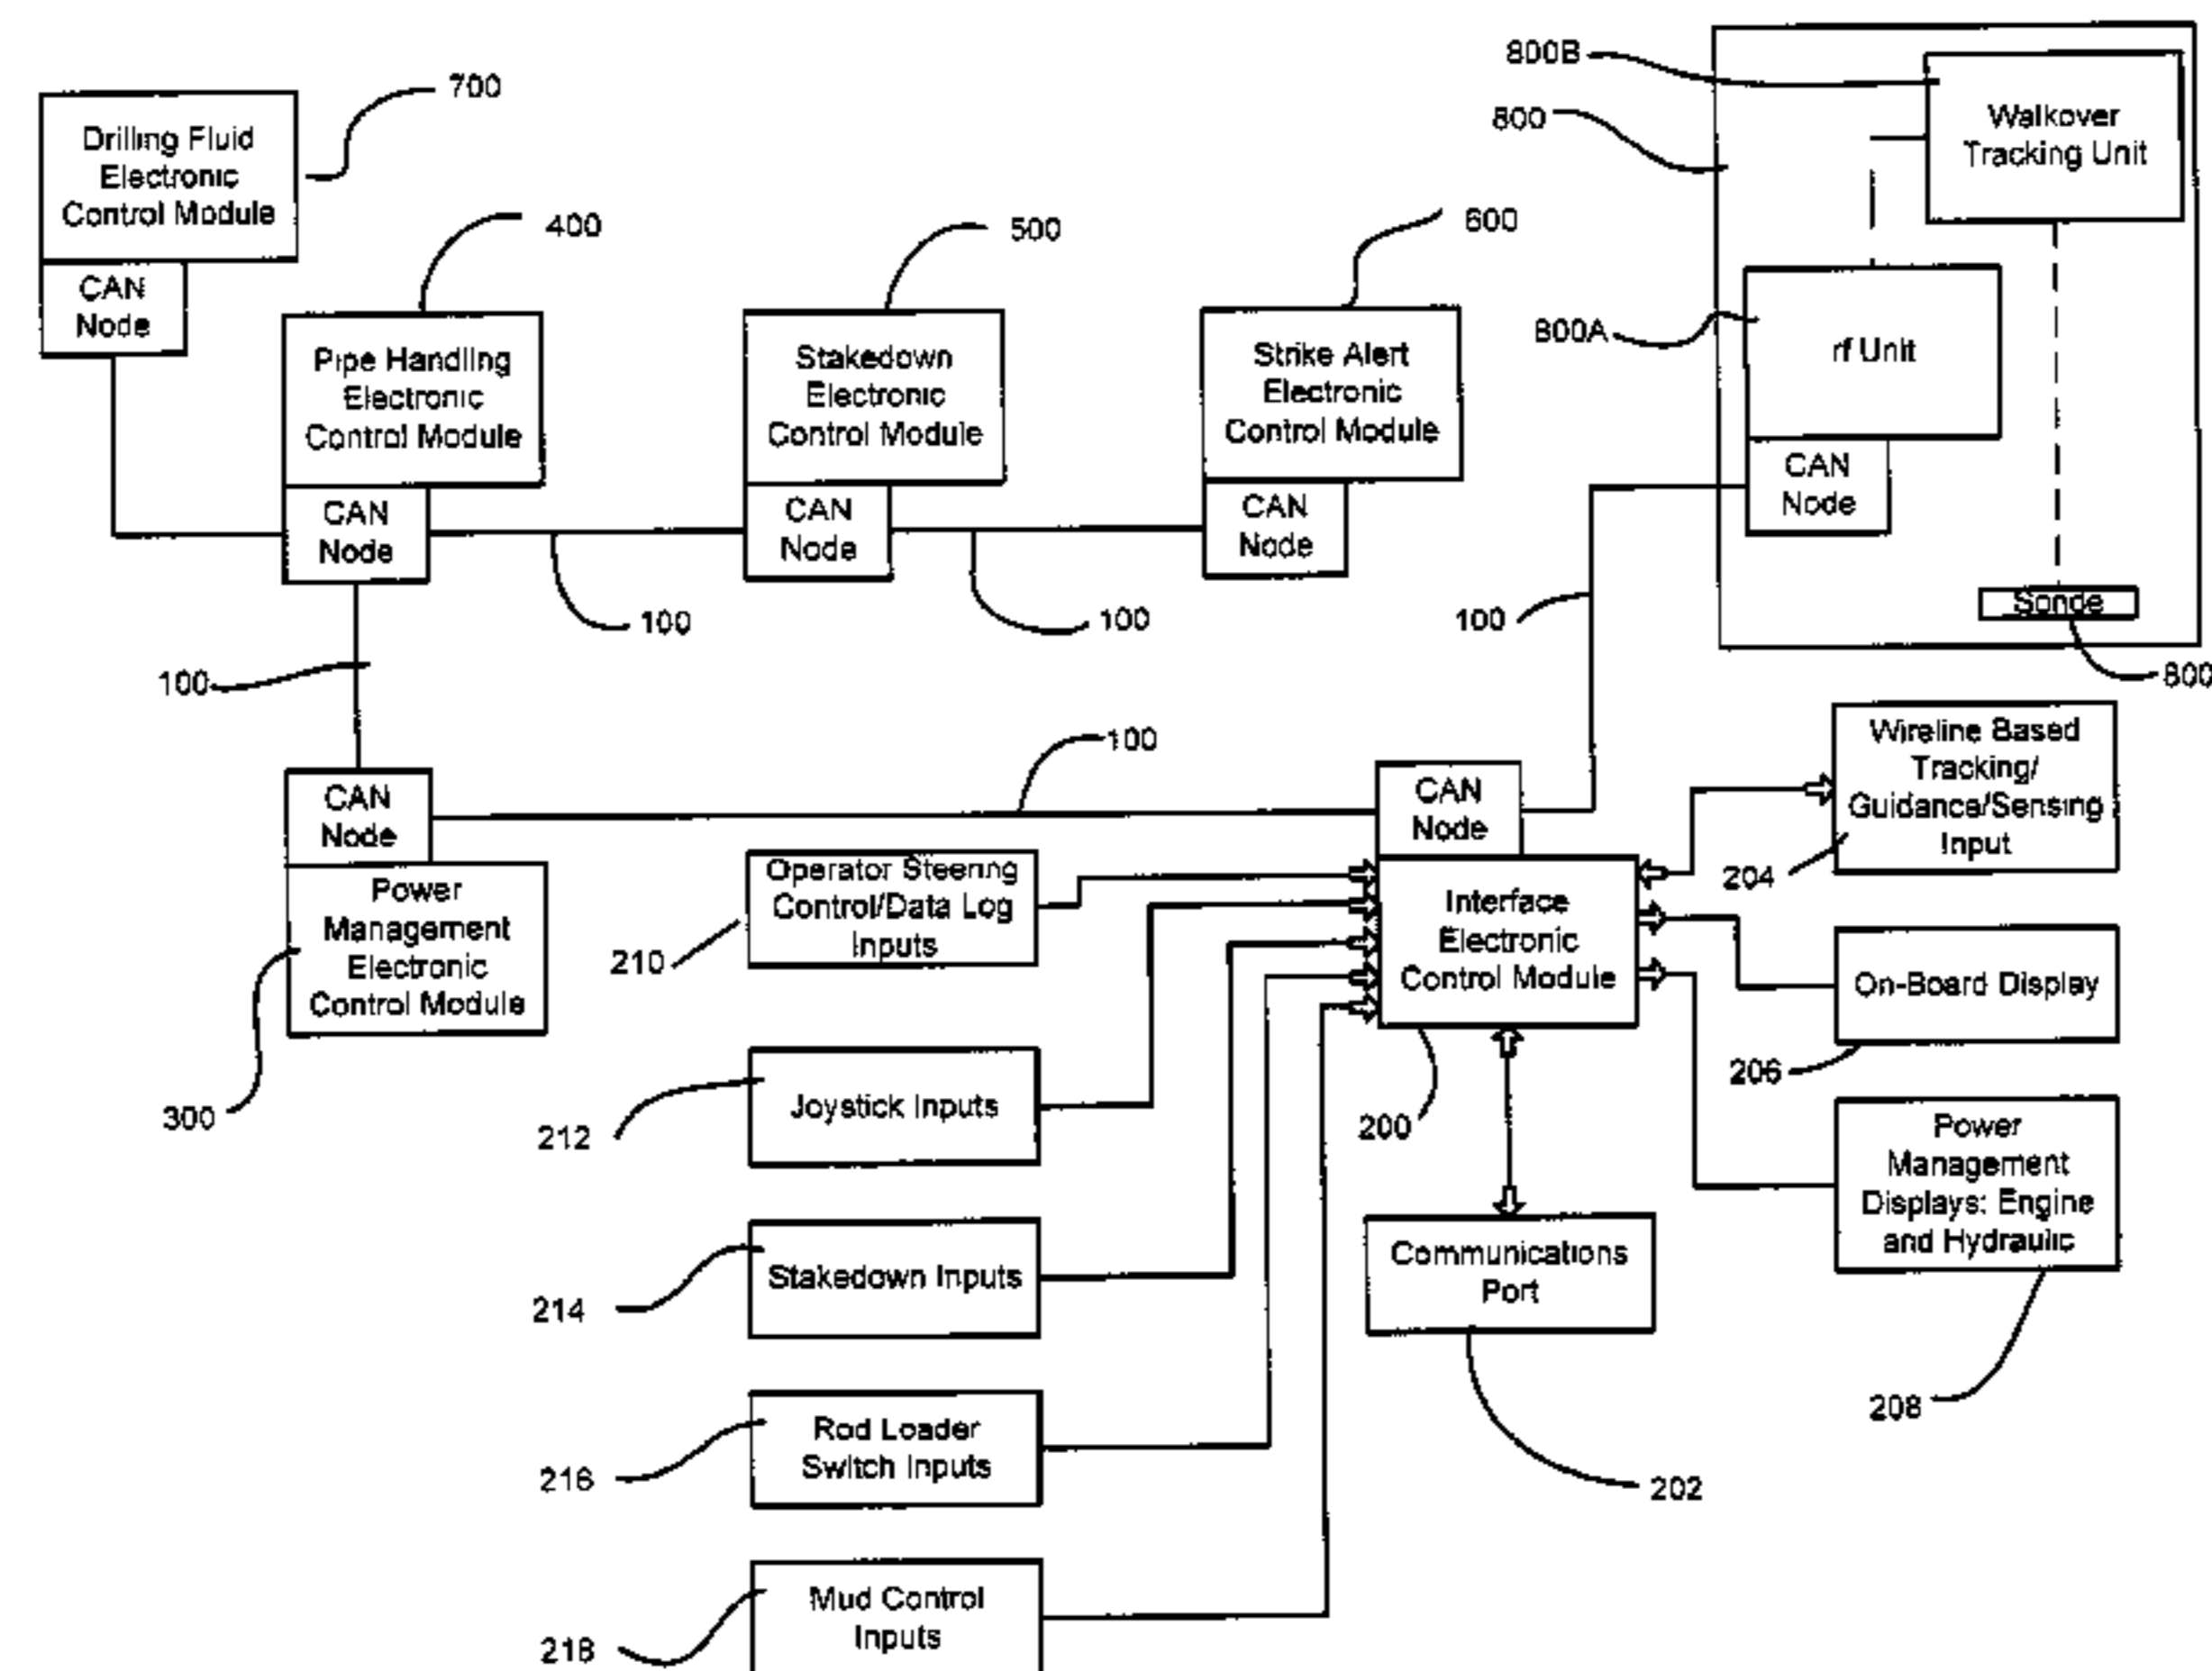 800B
800
Walkover
Tracking Unit
700
Drilling Fluid
Electronic
Control Module
CAN
Node
400
500
600
Pipe Handling
Electronic
Control Module
CAN
Node
Stakedown
Electronic
Control Module
CAN
Node
Strike Alert
Electronic
Control Module
CAN
Node
800A
rf Unit
CAN
Node
100
100
100
100
Sonde
800
100
CAN
Node
Power
Management
Electronic
Control Module
300
CAN
Node
Interface
Electronic
Control Module
200
Wireline Based
Tracking/
Guidance/Sensing
Input
204
Operator Steering
Control/Data Log
Inputs
210
On-Board Display
206
Joystick Inputs
212
Power
Management
Displays: Engine
and Hydraulic
208
Stakedown Inputs
214
Communications
Port
202
Rod Loader
Switch Inputs
216
Mud Control
Inputs
218